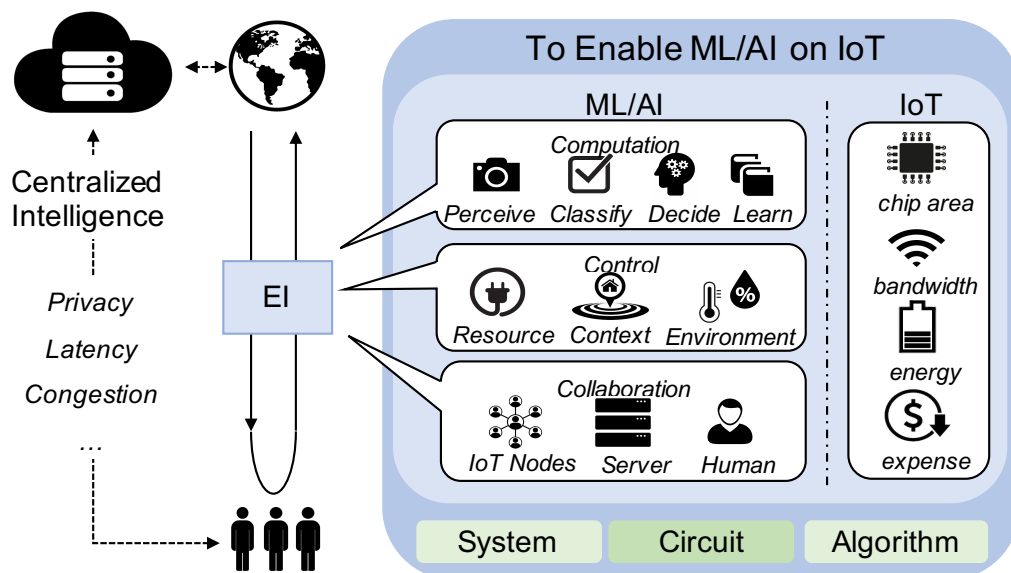 Centralized
Intelligence
Privacy
Latency
Congestion
...
EI
To Enable ML/AI on IoT
ML/AI
Computation
Perceive Classify Decide Learn
Control
%
Resource Context Environment
Collaboration
IoT Nodes Server Human
IoT
chip area
bandwidth
energy
$
expense
System Circuit Algorithm